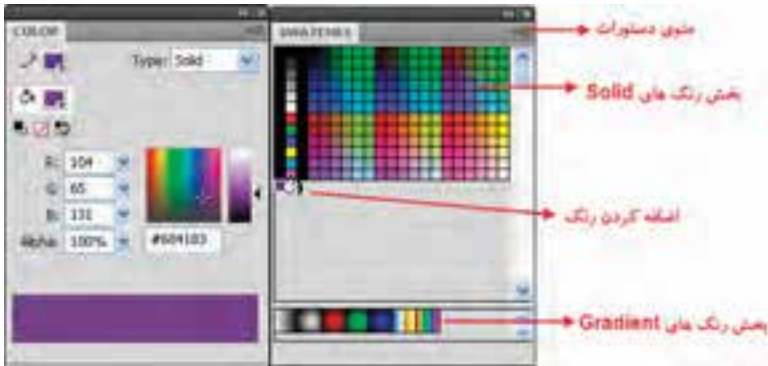 COLOR
Type: Solid
R: 104
G: 65
B: 131
Alpha: 100%
#684183
SWATCHES
منوی دستورات
بخش رنگ های Solid
اضافه کردن رنگ
بخش رنگ های Gradient